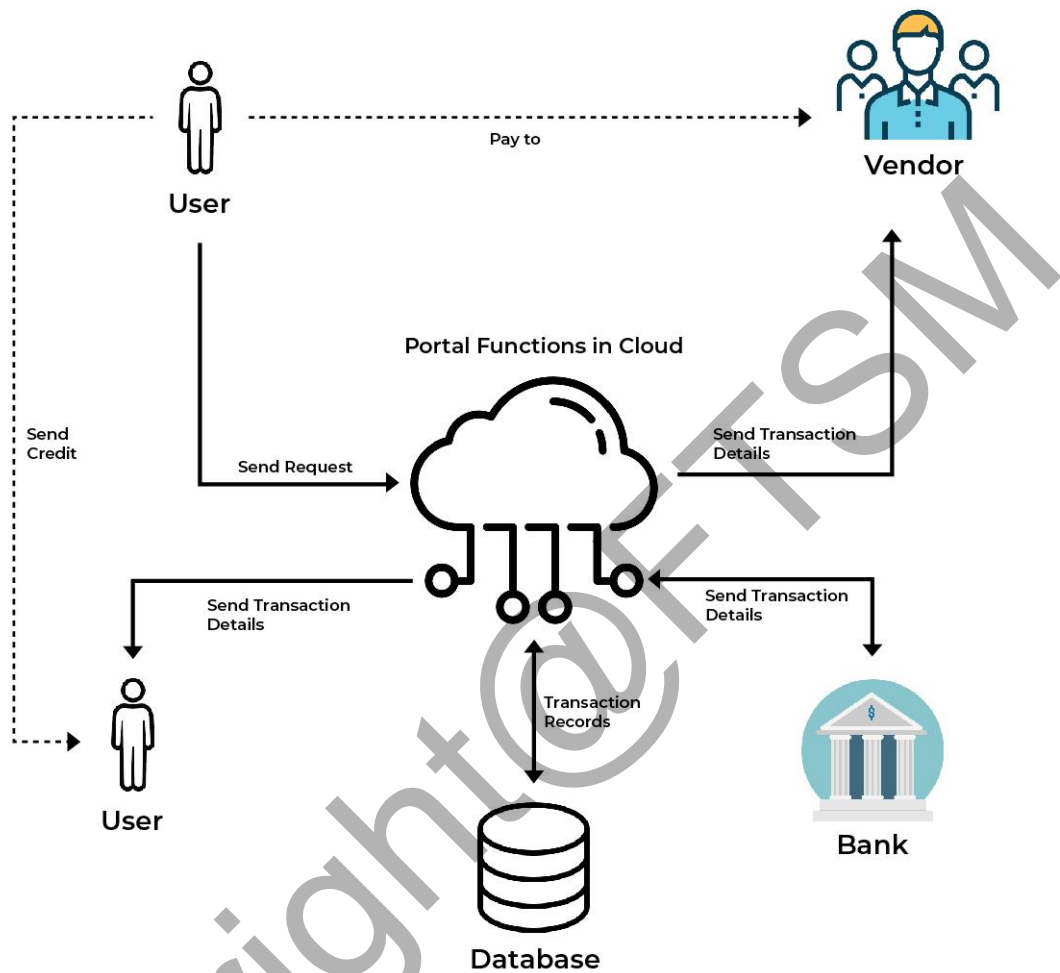 Pay to
User
Vendor
Portal Functions in Cloud
Send
Credit
Send Request
Send Transaction
Details
Send Transaction
Details
Send Transaction
Details
Transaction
Records
$
User
Bank
Database
right@FTSM